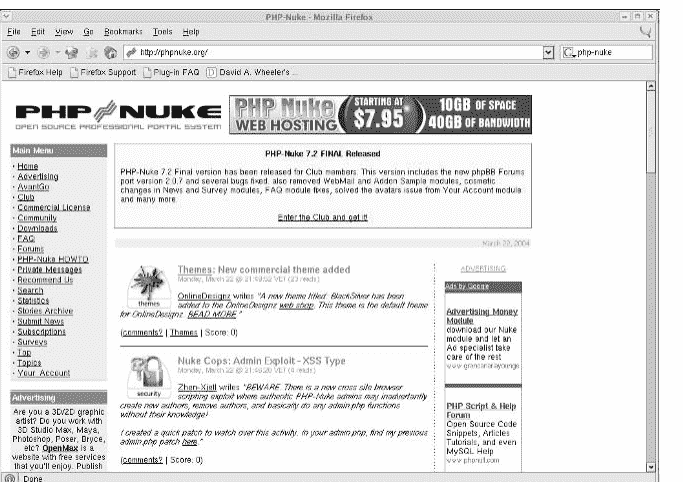 PHP-Nuke - Mozilla Firefox
File Edit View Go Bookmarks Tools Help
http://phpnuke.org/
php-nuke
Firefox Help Firefox Support Plug-in FAQ David A. Wheeler's ...
PHP NUKE
OPEN SOURCE PROFESSIONAL PORTAL SYSTEM
PHP Nuke
WEB HOSTING
STARTING AT
$7.95
10GB OF SPACE
40GB OF BANDWIDTH
Main Menu
· Home
· Advertising
· AvantGo
· Club
· Commercial License
· Community
· Downloads
· FAQ
· Forums
· PHP-Nuke HOWTO
· Private Messages
· Recommend Us
· Search
· Statistics
· Stories Archive
· Submit News
· Subscriptions
· Surveys
· Top
· Topics
· Your Account
Advertising
Are you a 3D/2D graphic
artist? Do you work with
3D Studio Max, Maya,
Photoshop, Poser, Bryce,
etc? OpenMax is a
website with free services
that you'll enjoy. Publish
PHP-Nuke 7.2 FINAL Released
PHP-Nuke 7.2 Final version has been released for Club members. This version includes the new phpBB Forums
port version 2.0.7 and several bugs fixed. also removed WebMail and Addon Sample modules, cosmetic
changes in News and Survey modules, FAQ module fixes, solved the avatars issue from Your Account module
and many more.
Enter the Club and get it!
March 22, 2004
themes
Themes: New commercial theme added
Monday, March 22 @
OnlineDesignz writes "A new theme titled BlackSilver has been
added to the OnlineDesignz web shop. This theme is the default theme
for OnlineDesignz. READ MORE "
(comments? | Themes | Score: 0)
security
Nuke Cops: Admin Exploit - XSS Type
Monday, March 22 @
Zhen-Xjell writes "BEWARE. There is a new cross site browser
scripting exploit where authentic PHP-Nuke admins may inadvertantly
create new authors, remove authors, and basically do any admin.php functions
without their knowledge!
I created a quick patch to watch over this activity. In your admin.php, find my previous
admin.php patch here."
(comments? | Score: 0)
ADVERTISING
Ads by Google
Advertising Money
Module
download our Nuke
module and let an
Ad specialist take
care of the rest
PHP Script & Help
Forum
Open Source Code
Snippets, Articles
Tutorials, and even
MySQL Help
Done